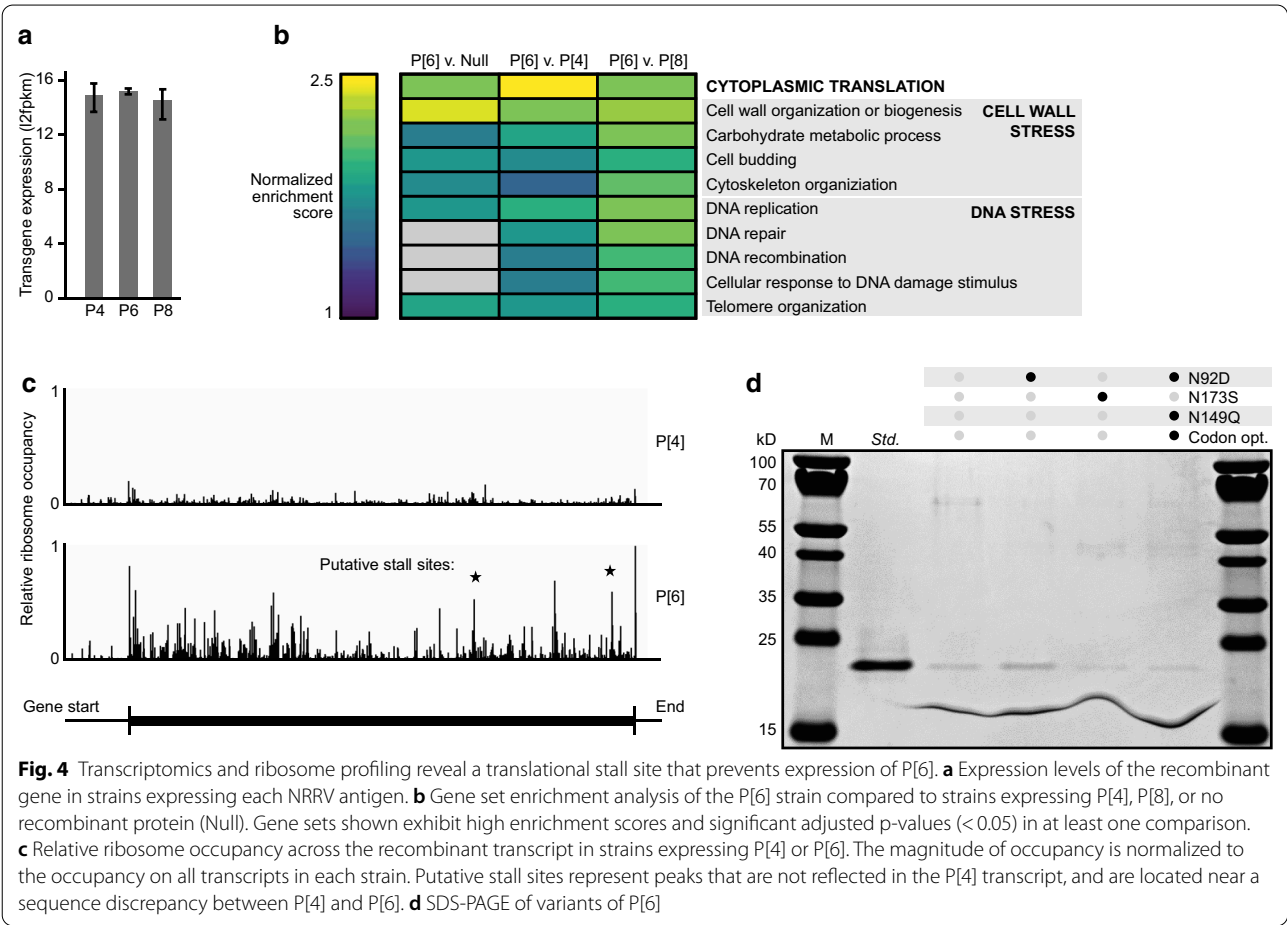 a
Transgene expression (l2fpkm)
16
12
8
4
0
P4 P6 P8
b
P[6] v. Null P[6] v. P[4] P[6] v. P[8]
2.5
Normalized enrichment score
1
CYTOPLASMIC TRANSLATION
Cell wall organization or biogenesis
CELL WALL STRESS
Carbohydrate metabolic process
Cell budding
Cytoskeleton organiziation
DNA replication
DNA STRESS
DNA repair
DNA recombination
Cellular response to DNA damage stimulus
Telomere organization
c
Relative ribosome occupancy
1
0
P[4]
1
0
Putative stall sites:
★ ★
P[6]
Gene start
End
d
N92D
N173S
N149Q
Codon opt.
kD M Std.
100
70
55
40
35
25
15
Fig. 4 Transcriptomics and ribosome profiling reveal a translational stall site that prevents expression of P[6]. a Expression levels of the recombinant
gene in strains expressing each NRRV antigen. b Gene set enrichment analysis of the P[6] strain compared to strains expressing P[4], P[8], or no
recombinant protein (Null). Gene sets shown exhibit high enrichment scores and significant adjusted p-values (< 0.05) in at least one comparison.
c Relative ribosome occupancy across the recombinant transcript in strains expressing P[4] or P[6]. The magnitude of occupancy is normalized to
the occupancy on all transcripts in each strain. Putative stall sites represent peaks that are not reflected in the P[4] transcript, and are located near a
sequence discrepancy between P[4] and P[6]. d SDS-PAGE of variants of P[6]